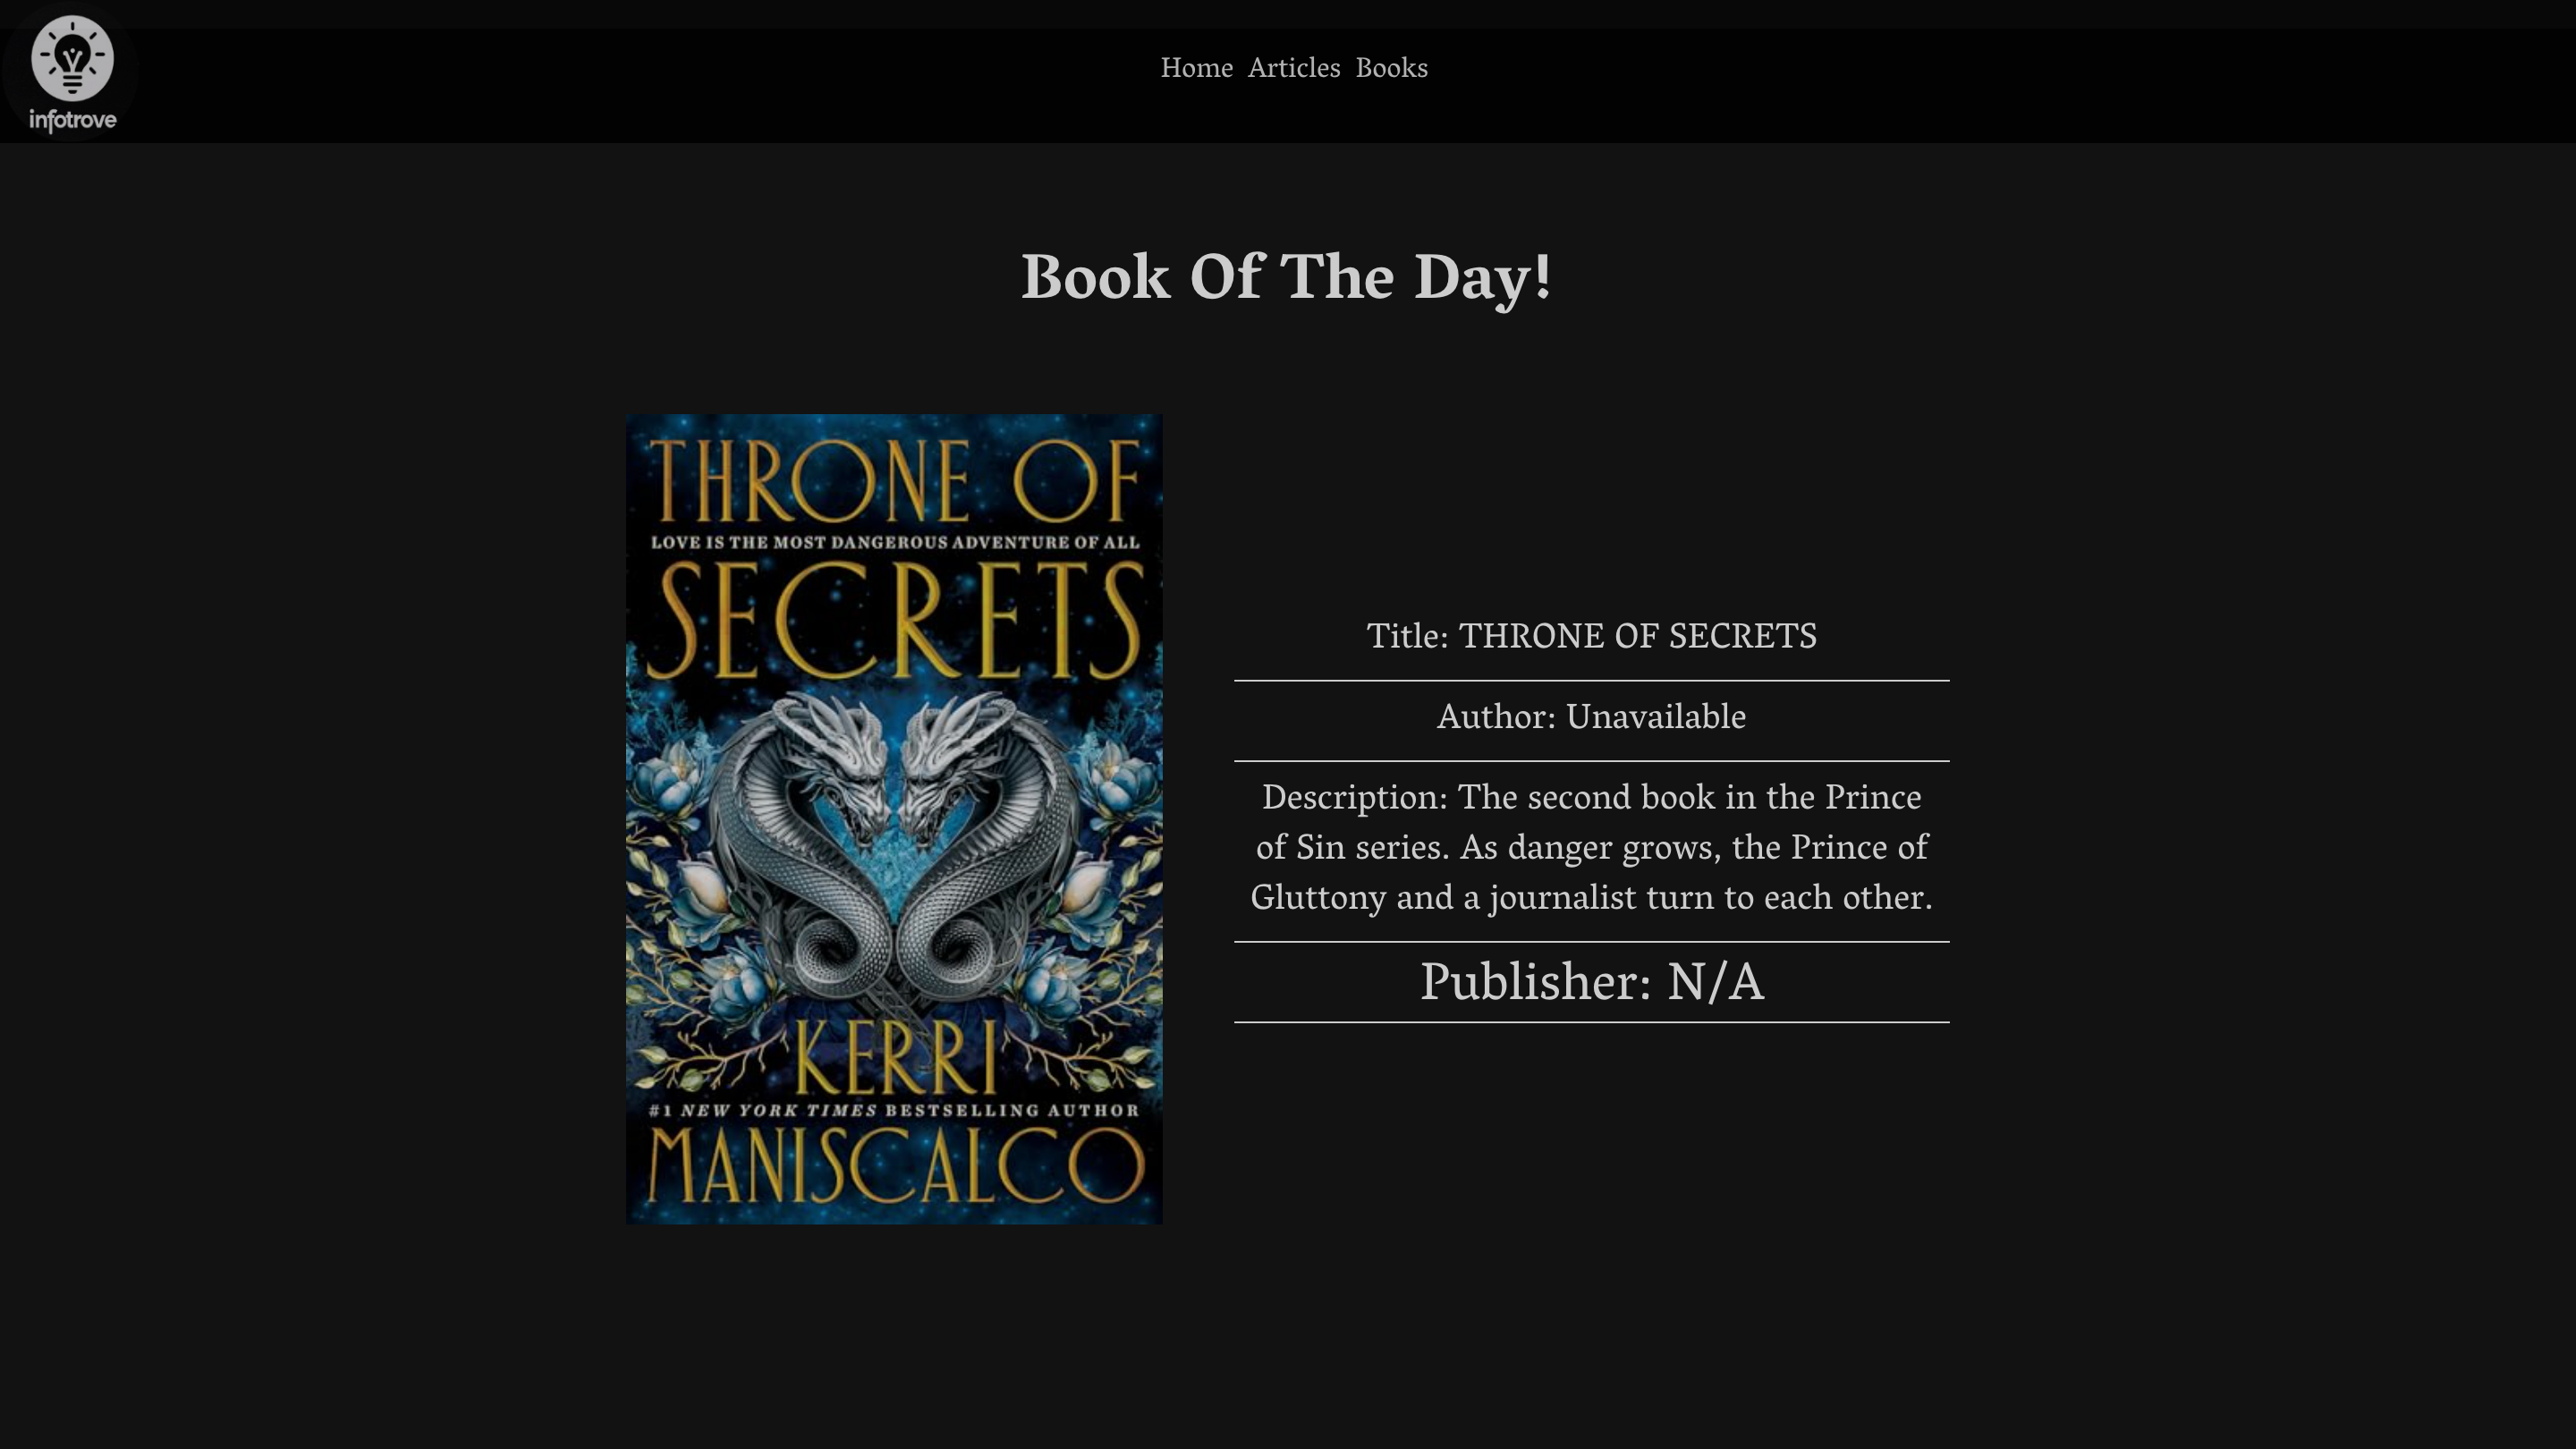 infotrove
Home Articles Books
Book Of The Day!
THRONE OF
LOVE IS THE MOST DANGEROUS ADVENTURE OF ALL
SECRETS
KERRI
#1 NEW YORK TIMES BESTSELLING AUTHOR
MANISCALCO
Title: THRONE OF SECRETS
Author: Unavailable
Description: The second book in the Prince
of Sin series. As danger grows, the Prince of
Gluttony and a journalist turn to each other.
Publisher: N/A